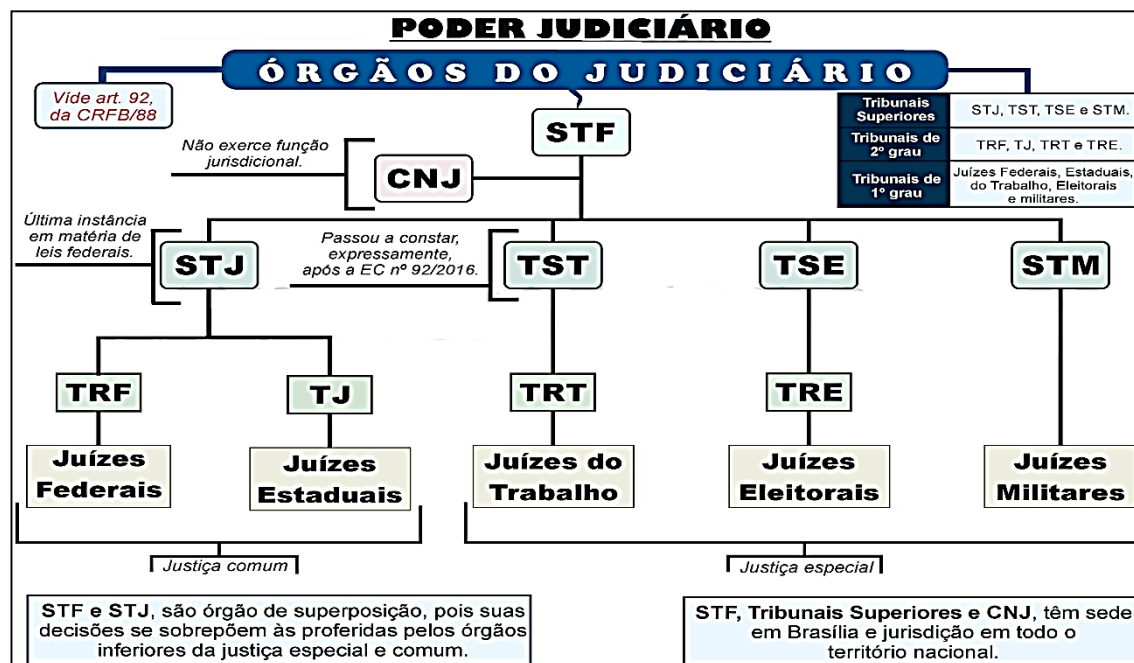 PODER JUDICIÁRIO
ÓRGÃOS DO JUDICIÁRIO
Víde art. 92,
da CRFB/88
Tribunais
Superiores
STJ, TST, TSE e STM.
Tribunais de
2º grau
TRF, TJ, TRT e TRE.
Tribunais de
1º grau
Juízes Federais, Estaduais,
do Trabalho, Eleitorais
e militares.
STF
Não exerce função
jurisdicional.
CNJ
Última instância
em matéria de
leis federais.
STJ
Passou a constar,
expressamente,
após a EC nº 92/2016.
TST
TSE
STM
TRF
TJ
TRT
TRE
Juízes
Federais
Juízes
Estaduais
Juízes do
Trabalho
Juízes
Eleitorais
Juízes
Militares
Justiça comum
Justiça especial
STF e STJ, são órgão de superposição, pois suas
decisões se sobrepõem às proferidas pelos órgãos
inferiores da justiça especial e comum.
STF, Tribunais Superiores e CNJ, têm sede
em Brasília e jurisdição em todo o
território nacional.